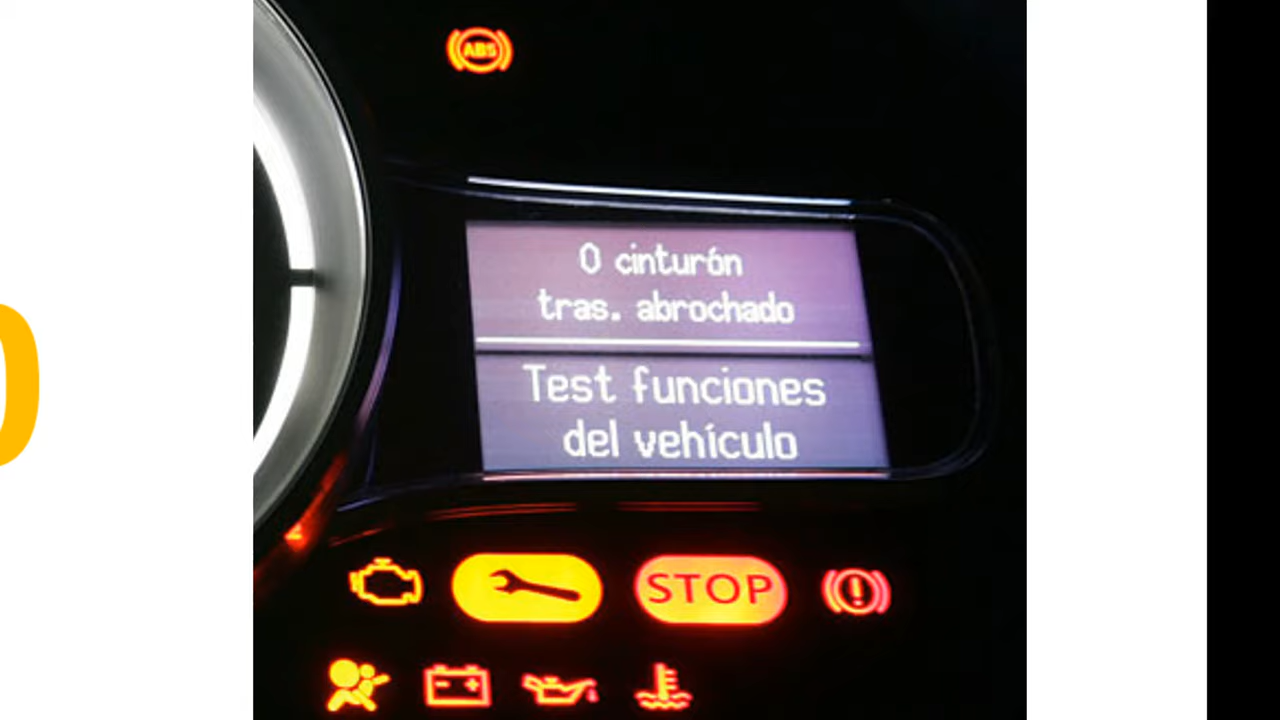 ABS
0 cinturón
tras. abrochado
Test funciones
del vehículo
STOP